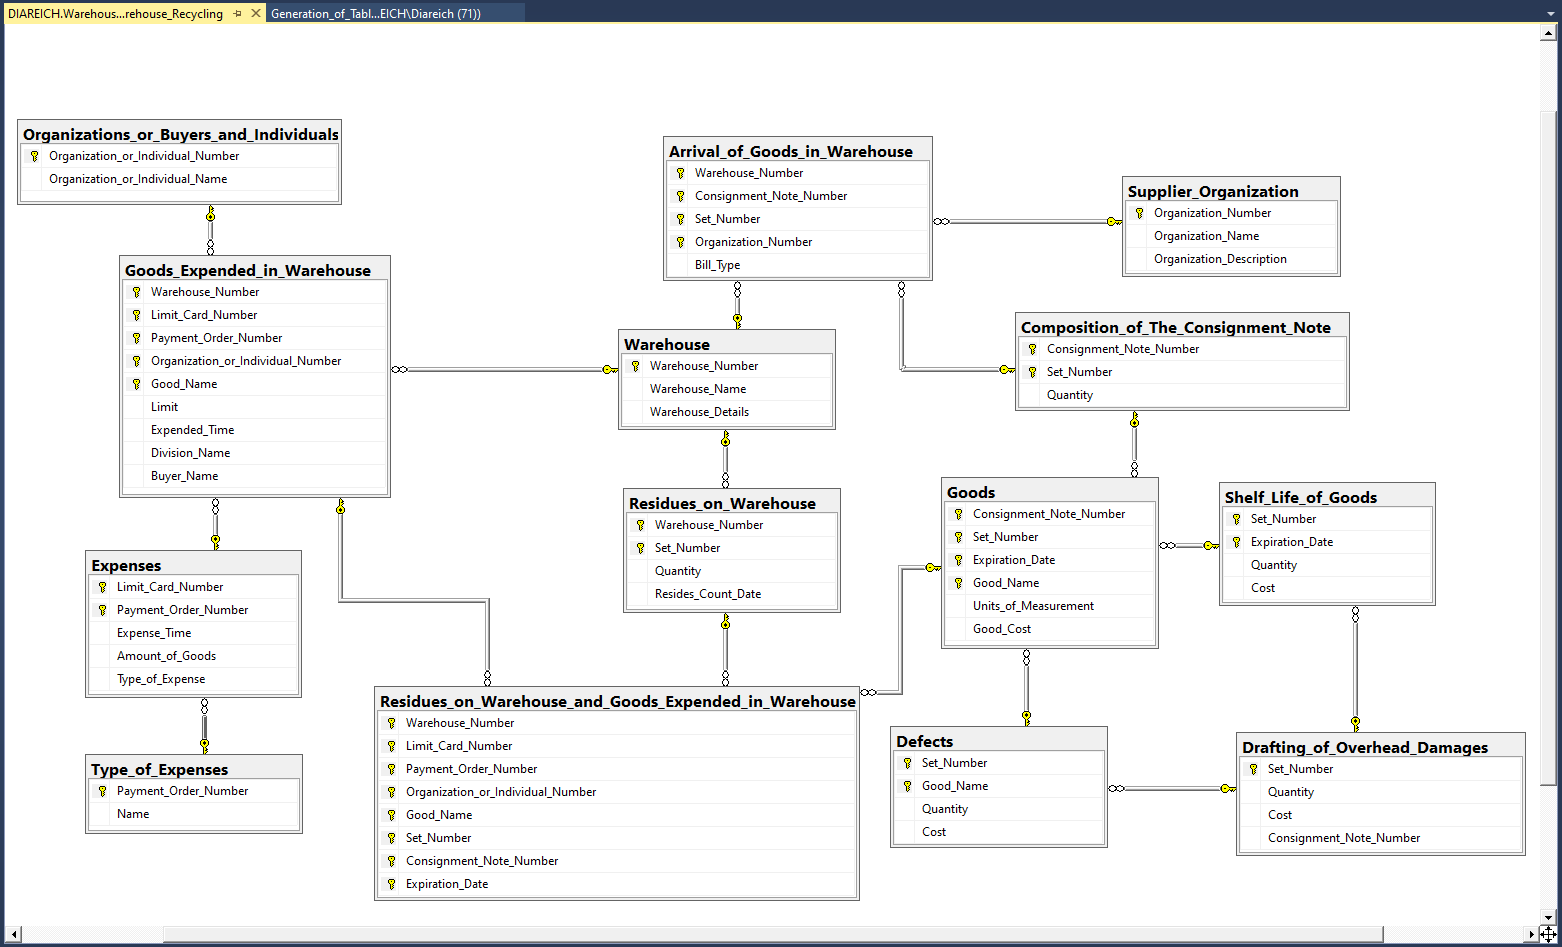 DIAREICH.Warehous...rehouse_Recycling
Generation_of_Tabl...EICH\Diareich (71))
Organizations_or_Buyers_and_Individuals
Organization_or_Individual_Number
Organization_or_Individual_Name
Goods_Expended_in_Warehouse
Warehouse_Number
Limit_Card_Number
Payment_Order_Number
Organization_or_Individual_Number
Good_Name
Limit
Expended_Time
Division_Name
Buyer_Name
Expenses
Limit_Card_Number
Payment_Order_Number
Expense_Time
Amount_of_Goods
Type_of_Expense
Type_of_Expenses
Payment_Order_Number
Name
Arrival_of_Goods_in_Warehouse
Warehouse_Number
Consignment_Note_Number
Set_Number
Organization_Number
Bill_Type
Warehouse
Warehouse_Number
Warehouse_Name
Warehouse_Details
Residues_on_Warehouse
Warehouse_Number
Set_Number
Quantity
Resides_Count_Date
Residues_on_Warehouse_and_Goods_Expended_in_Warehouse
Warehouse_Number
Limit_Card_Number
Payment_Order_Number
Organization_or_Individual_Number
Good_Name
Set_Number
Consignment_Note_Number
Expiration_Date
Supplier_Organization
Organization_Number
Organization_Name
Organization_Description
Composition_of_The_Consignment_Note
Consignment_Note_Number
Set_Number
Quantity
Goods
Consignment_Note_Number
Set_Number
Expiration_Date
Good_Name
Units_of_Measurement
Good_Cost
Shelf_Life_of_Goods
Set_Number
Expiration_Date
Quantity
Cost
Defects
Set_Number
Good_Name
Quantity
Cost
Drafting_of_Overhead_Damages
Set_Number
Quantity
Cost
Consignment_Note_Number